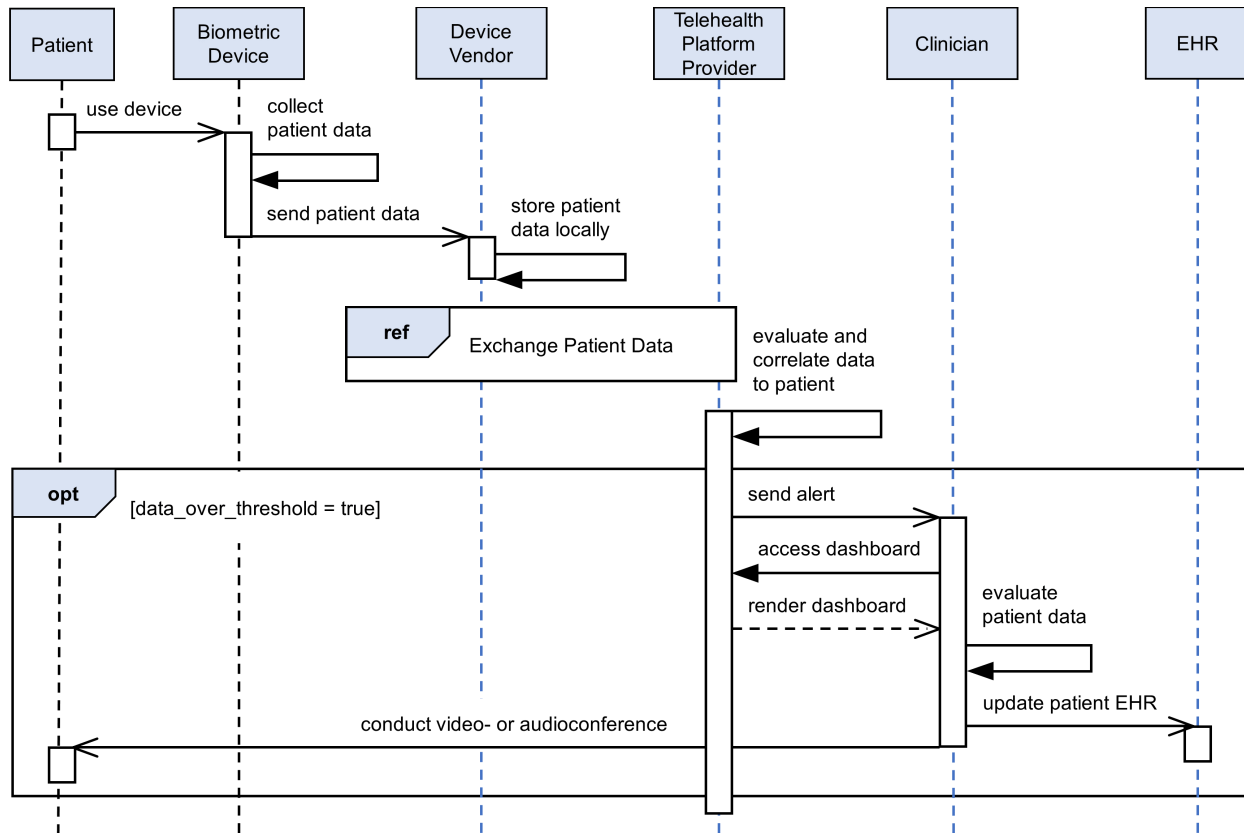 Patient
Biometric
Device
Device
Vendor
Telehealth
Platform
Provider
Clinician
EHR
use device
collect
patient data
send patient data
store patient
data locally
ref
Exchange Patient Data
evaluate and
correlate data
to patient
opt
[data_over_threshold = true]
send alert
access dashboard
render dashboard
evaluate
patient data
update patient EHR
conduct video- or audioconference